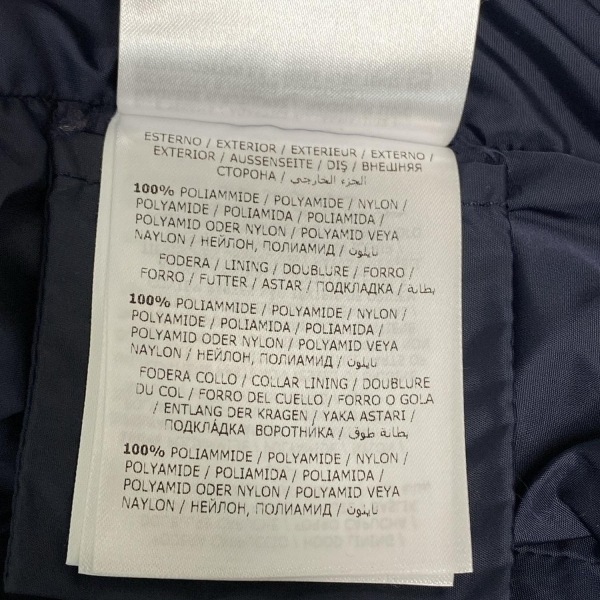 ESTERNO / EXTERIOR / EXTERIEUR / EXTERNO /
EXTERIOR / AUSSENSEITE / DIŞ / ВНЕШНЯЯ
СТОРОНА / الجزء الخارجي
100% POLIAMMIDE / POLYAMIDE / NYLON /
POLYAMIDE / POLIAMIDA / POLIAMIDA /
POLYAMID ODER NYLON / POLYAMID VEYA
NAYLON / НЕЙЛОН, ПОЛИАМИД / نايلون
FODERA / LINING / DOUBLURE / FORRO /
FORRO / FUTTER / ASTAR / ПОДКЛАДКА / بطانة
100% POLIAMMIDE / POLYAMIDE / NYLON /
POLYAMIDE / POLIAMIDA / POLIAMIDA /
POLYAMID ODER NYLON / POLYAMID VEYA
NAYLON / НЕЙЛОН, ПОЛИАМИД / نايلون
FODERA COLLO / COLLAR LINING / DOUBLURE
DU COL / FORRO DEL CUELLO / FORRO O GOLA
/ ENTLANG DER KRAGEN / YAKA ASTARI /
ПОДКЛА́ДКА ВОРОТНИ́КА / بطانة طوق
100% POLIAMMIDE / POLYAMIDE / NYLON /
POLYAMIDE / POLIAMIDA / POLIAMIDA /
POLYAMID ODER NYLON / POLYAMID VEYA
NAYLON / НЕЙЛОН, ПОЛИАМИД / نايلون